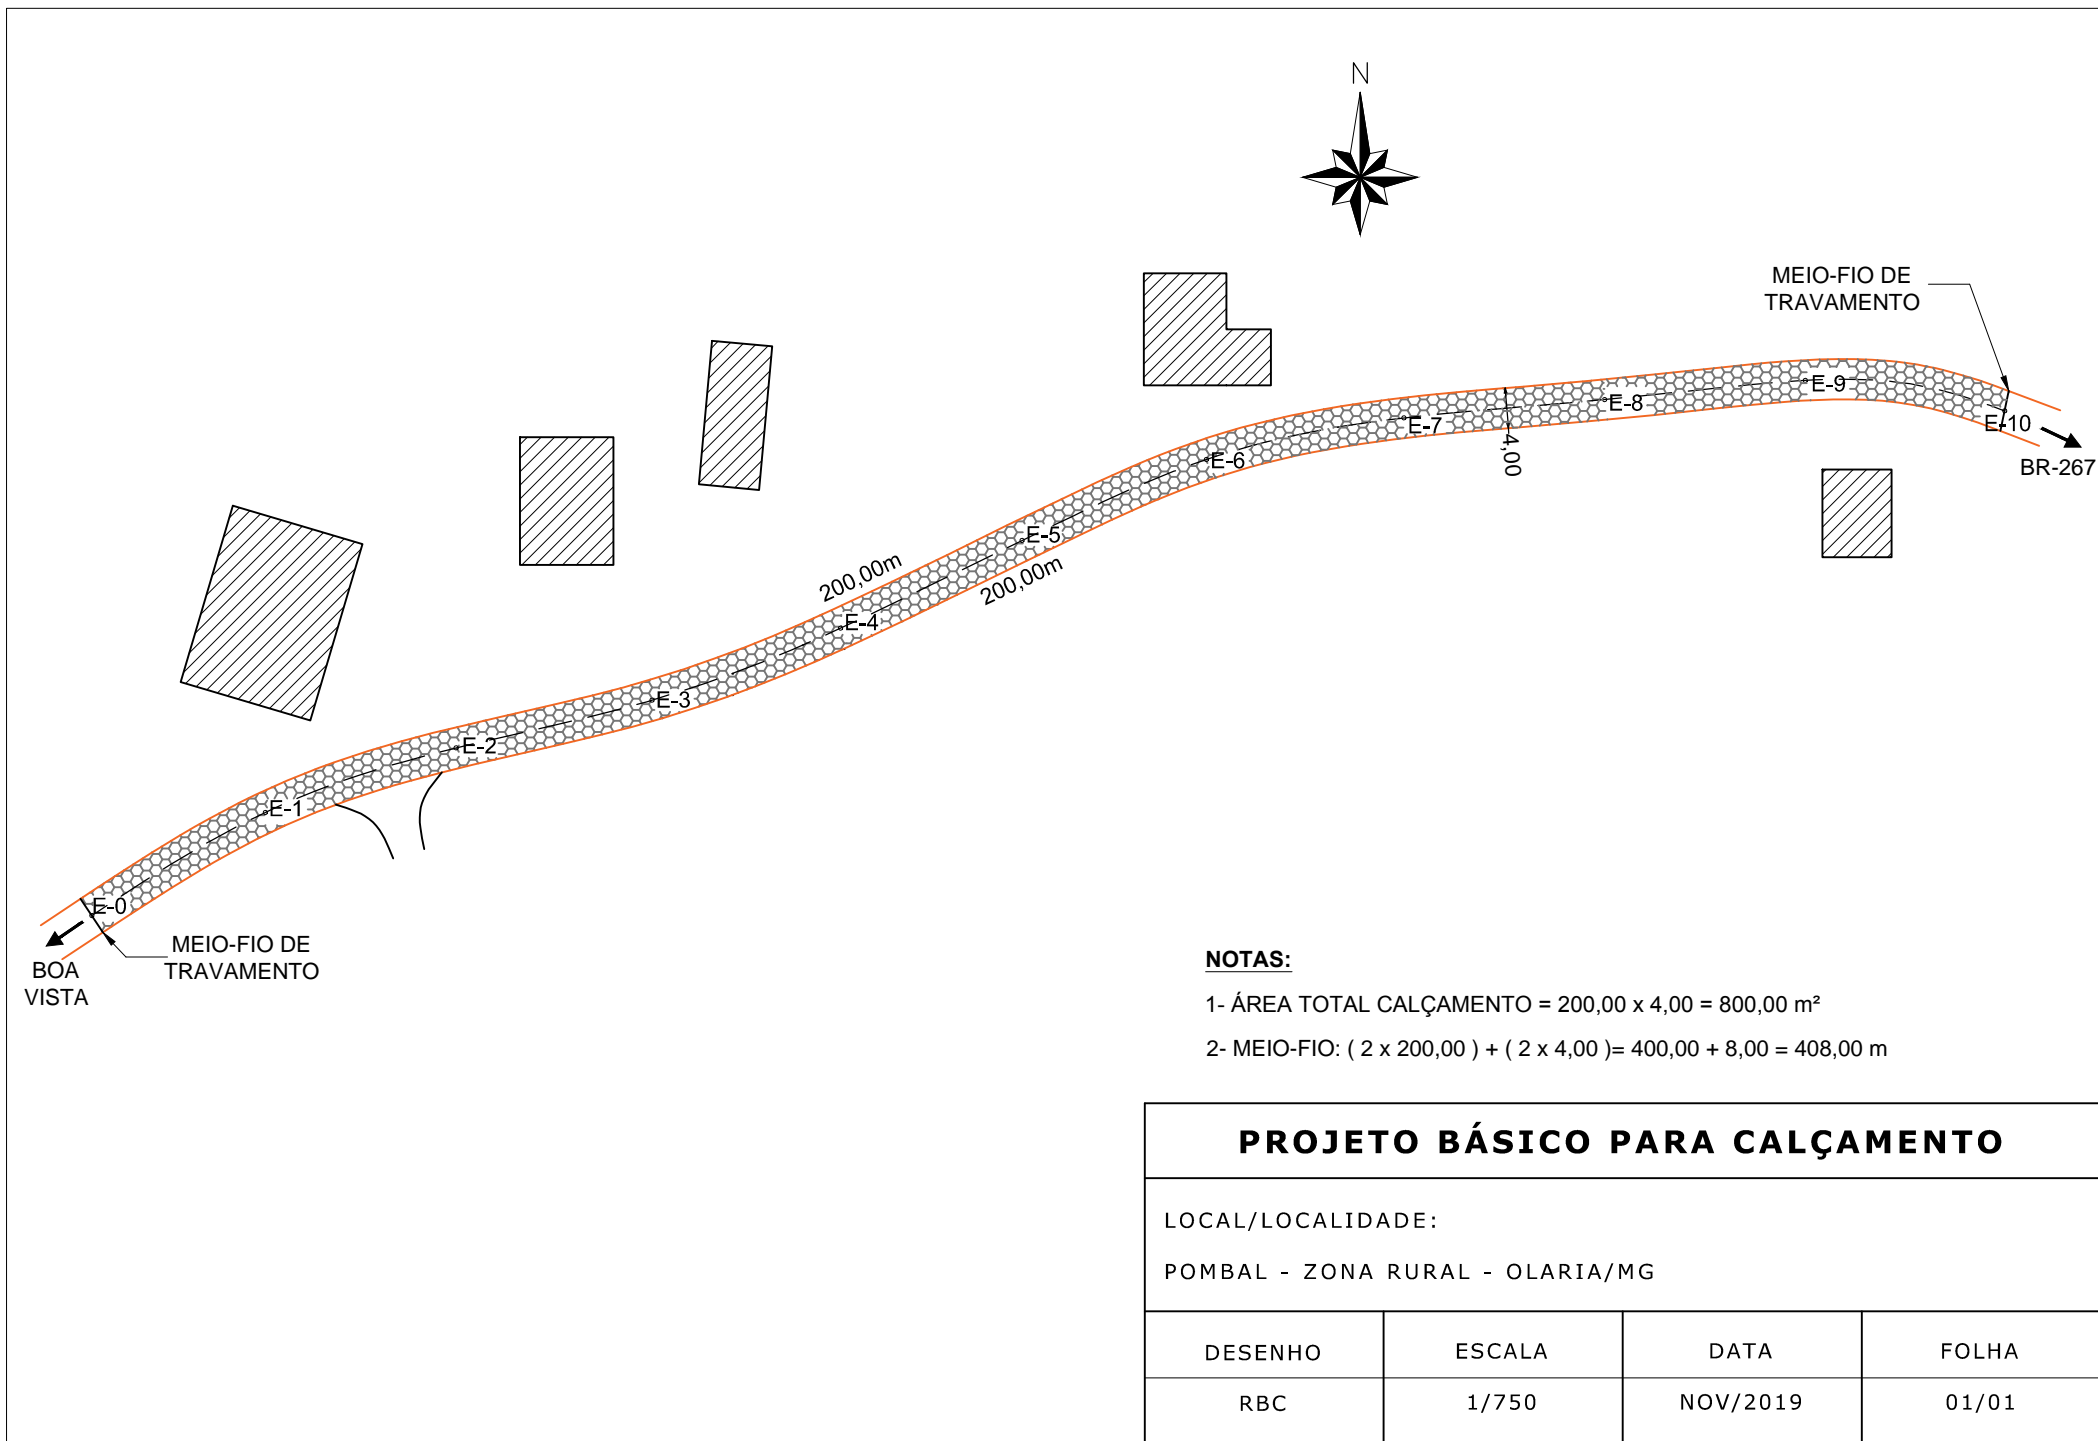 N
MEIO-FIO DE
TRAVAMENTO
E-9
E-8
E-10
E-7
4,00
BR-267
E-6
E-5
200,00m
200,00m
E-4
E-3
E-2
E-1
E-0
MEIO-FIO DE
TRAVAMENTO
BOA
VISTA
NOTAS:
1- ÁREA TOTAL CALÇAMENTO = 200,00 x 4,00 = 800,00 m²
2- MEIO-FIO: ( 2 x 200,00 ) + ( 2 x 4,00 )= 400,00 + 8,00 = 408,00 m
PROJETO BÁSICO PARA CALÇAMENTO
LOCAL/LOCALIDADE:
POMBAL - ZONA RURAL - OLARIA/MG
DESENHO ESCALA DATA FOLHA
RBC 1/750 NOV/2019 01/01